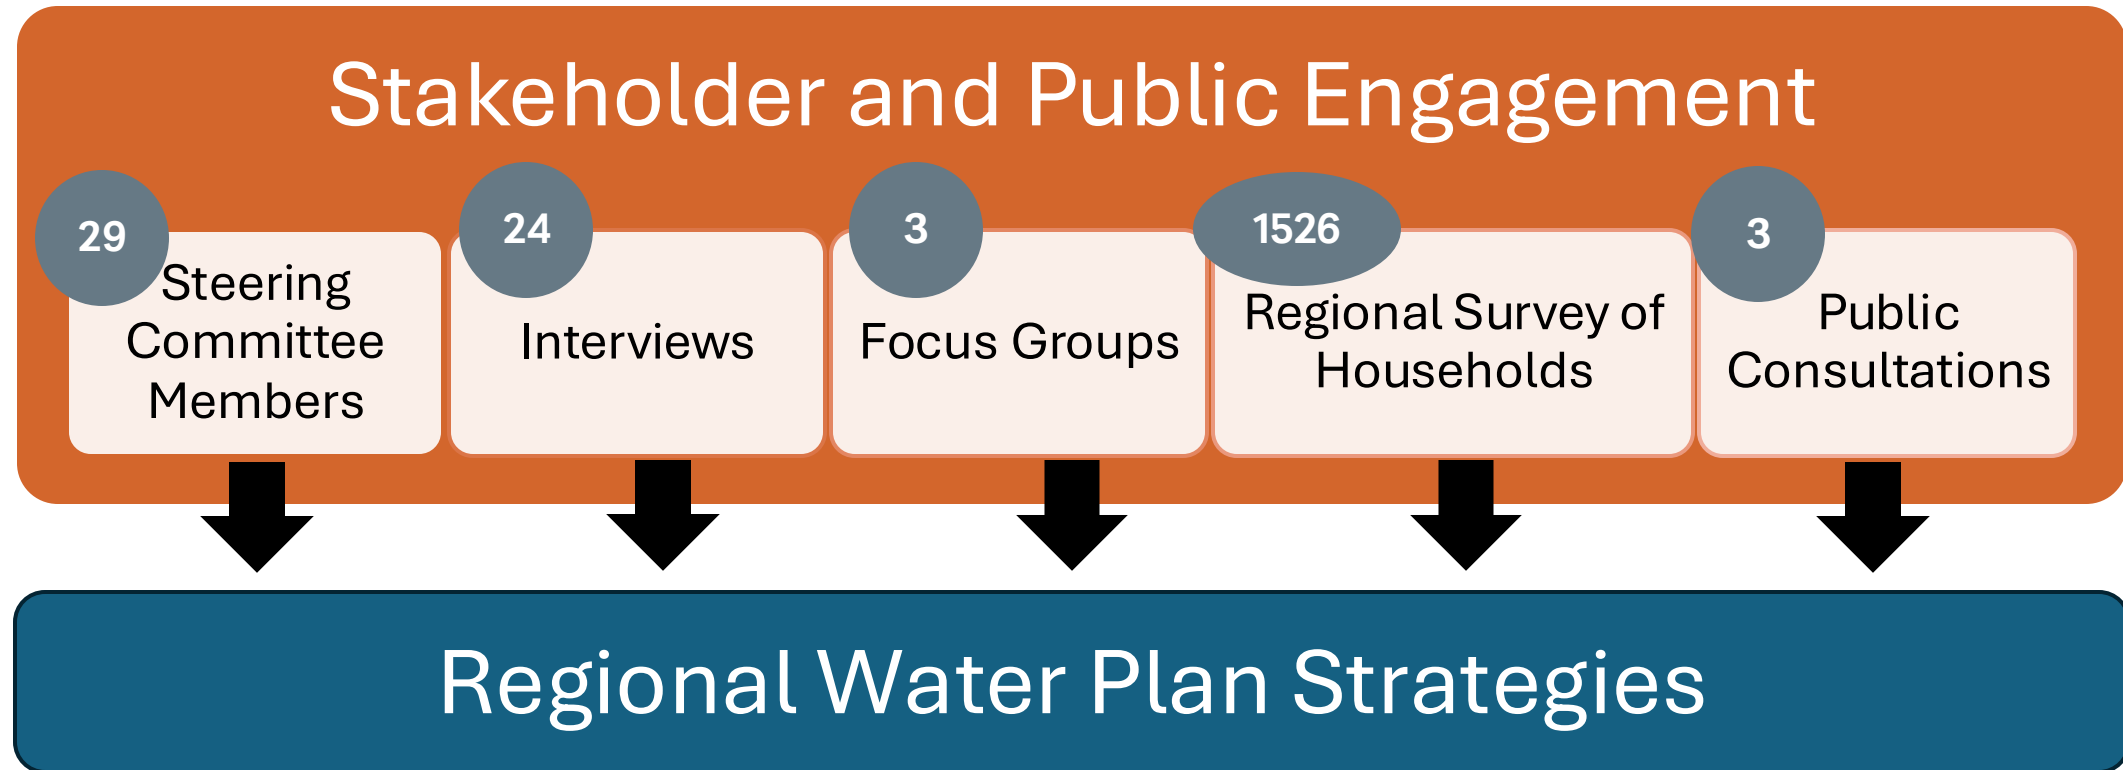 Stakeholder and Public Engagement
29
Steering
Committee
Members
24
Interviews
3
Focus Groups
1526
Regional Survey of
Households
3
Public
Consultations
Regional Water Plan Strategies